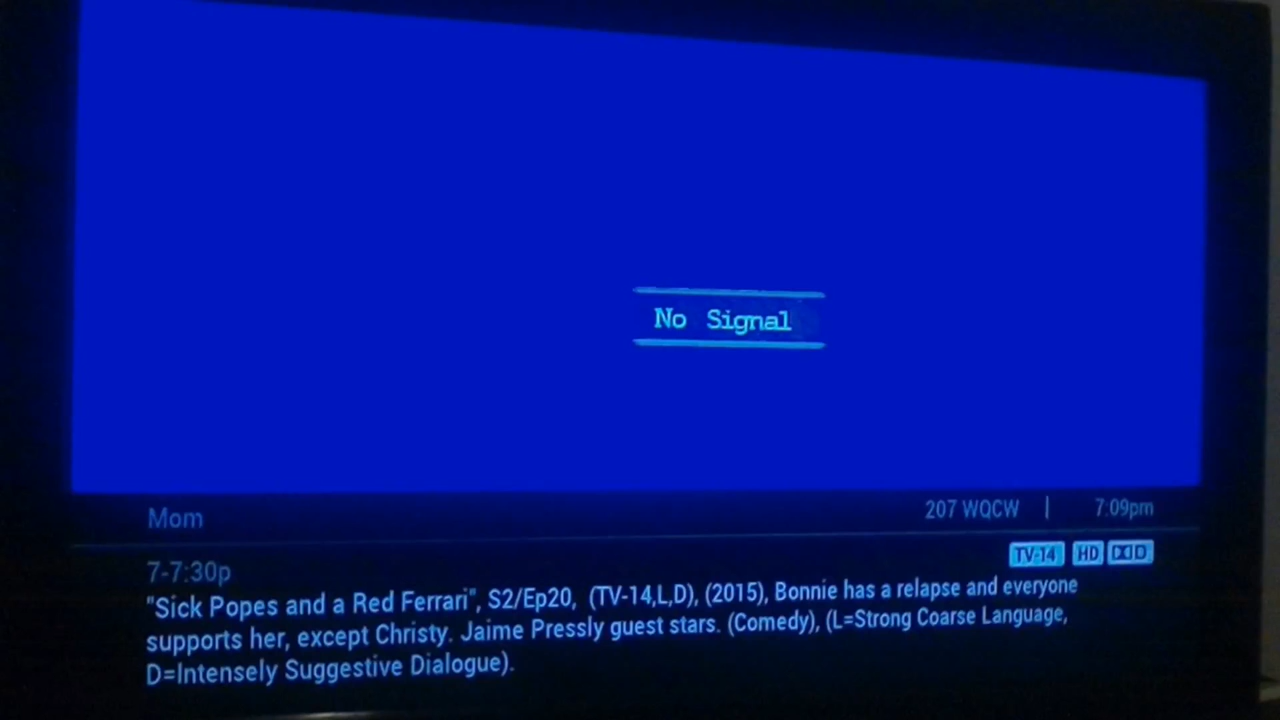 No Signal
Mom 207 WQCW | 7:09pm
7-7:30p TV-14 HD DD
"Sick Popes and a Red Ferrari", S2/Ep20, (TV-14,L,D), (2015), Bonnie has a relapse and everyone
supports her, except Christy. Jaime Pressly guest stars. (Comedy), (L=Strong Coarse Language,
D=Intensely Suggestive Dialogue).